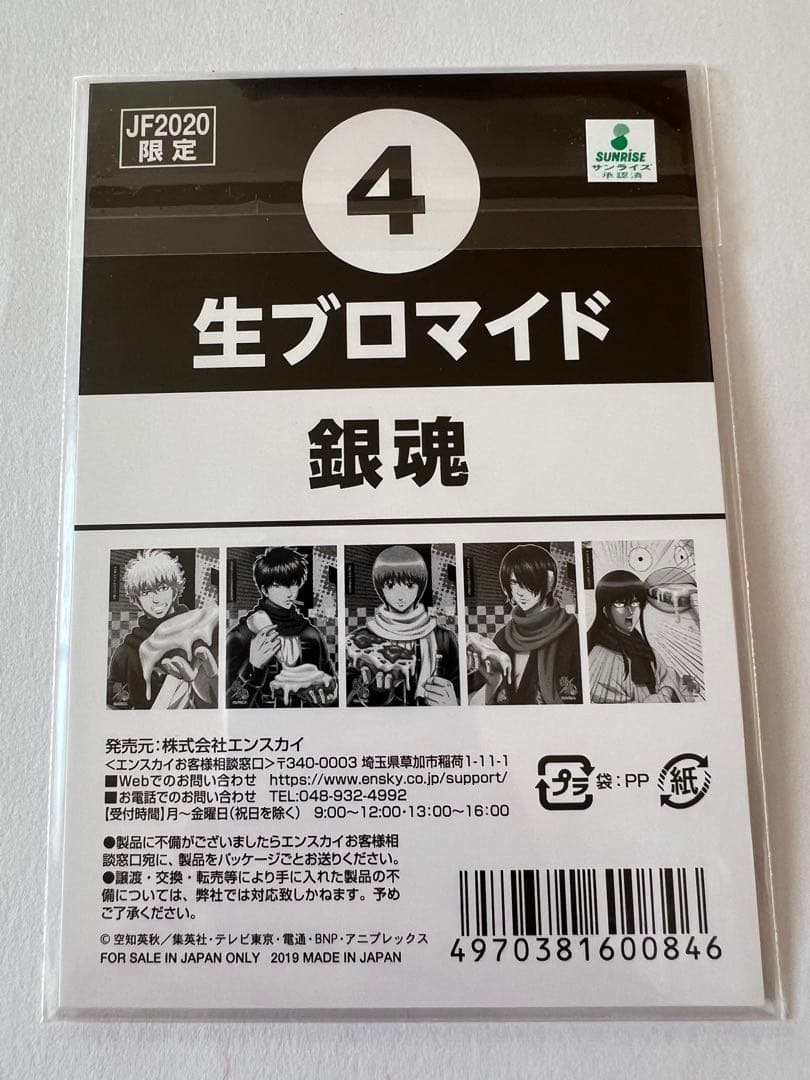 JF2020
限定
4
SUNRISE
サンライズ
承認済
生ブロマイド
銀魂
発売元:株式会社エンスカイ
<エンスカイお客様相談窓口>〒340-0003 埼玉県草加市稲荷1-11-1
■Webでのお問い合わせ https://www.ensky.co.jp/support/
■お電話でのお問い合わせ TEL:048-932-4992
【受付時間】月〜金曜日(祝日を除く) 9:00〜12:00・13:00〜16:00
プラ 袋:PP 紙
●製品に不備がございましたらエンスカイお客様相
談窓口宛に、製品をパッケージごとお送りください。
●譲渡・交換・転売等により手に入れた製品の不
備については、弊社では対応致しかねます。予め
ご了承ください。
© 空知英秋/集英社・テレビ東京・電通・BNP・アニプレックス
FOR SALE IN JAPAN ONLY 2019 MADE IN JAPAN
4970381600846